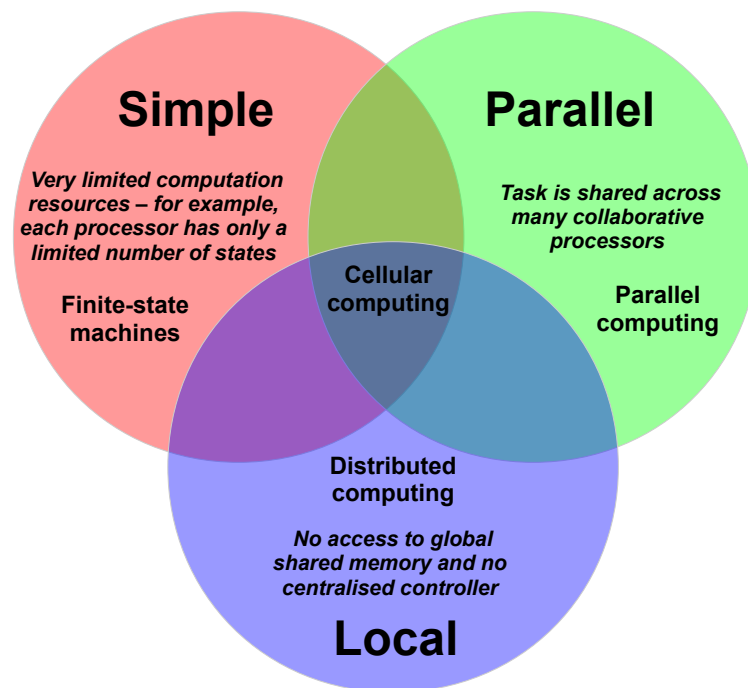 Simple
Very limited computation
resources – for example,
each processor has only a
limited number of states
Finite-state
machines
Parallel
Task is shared across
many collaborative
processors
Parallel
computing
Cellular
computing
Distributed
computing
No access to global
shared memory and no
centralised controller
Local